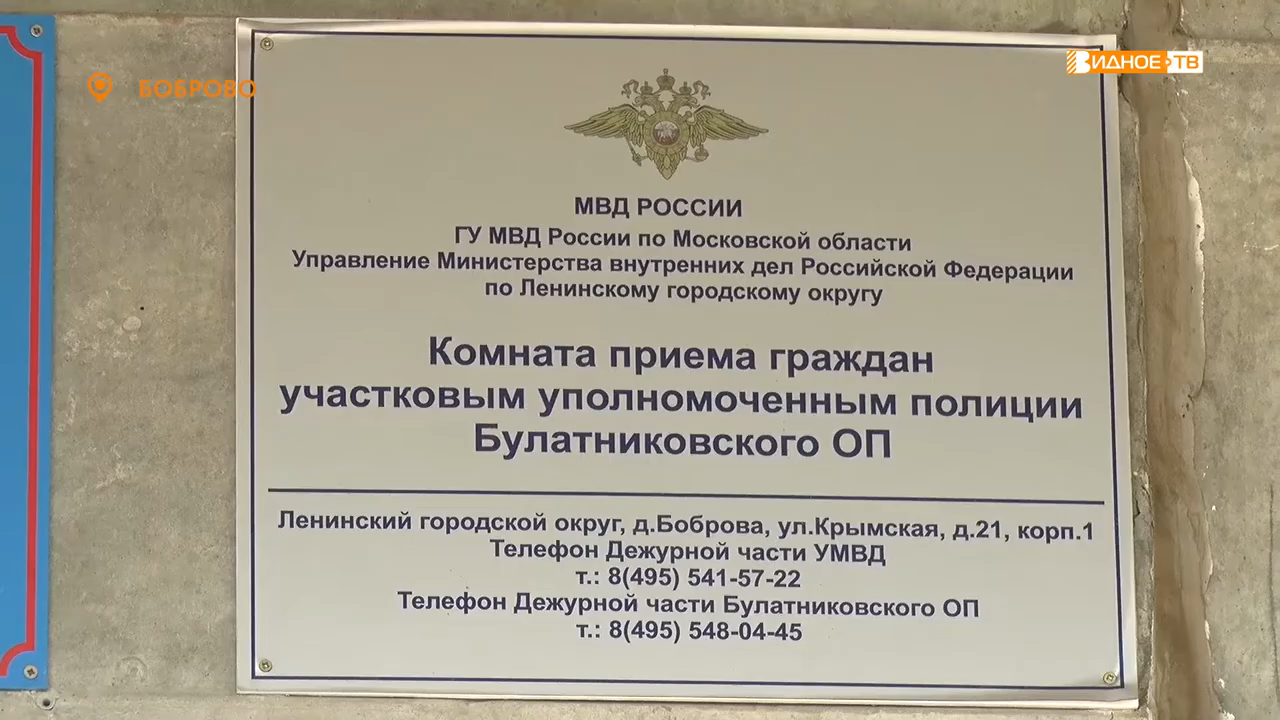 БОБРОВО
ВИДНОЕ ТВ
МВД РОССИИ
ГУ МВД России по Московской области
Управление Министерства внутренних дел Российской Федерации
по Ленинскому городскому округу
Комната приема граждан
участковым уполномоченным полиции
Булатниковского ОП
Ленинский городской округ, д.Боброва, ул.Крымская, д.21, корп.1
Телефон Дежурной части УМВД
т.: 8(495) 541-57-22
Телефон Дежурной части Булатниковского ОП
т.: 8(495) 548-04-45